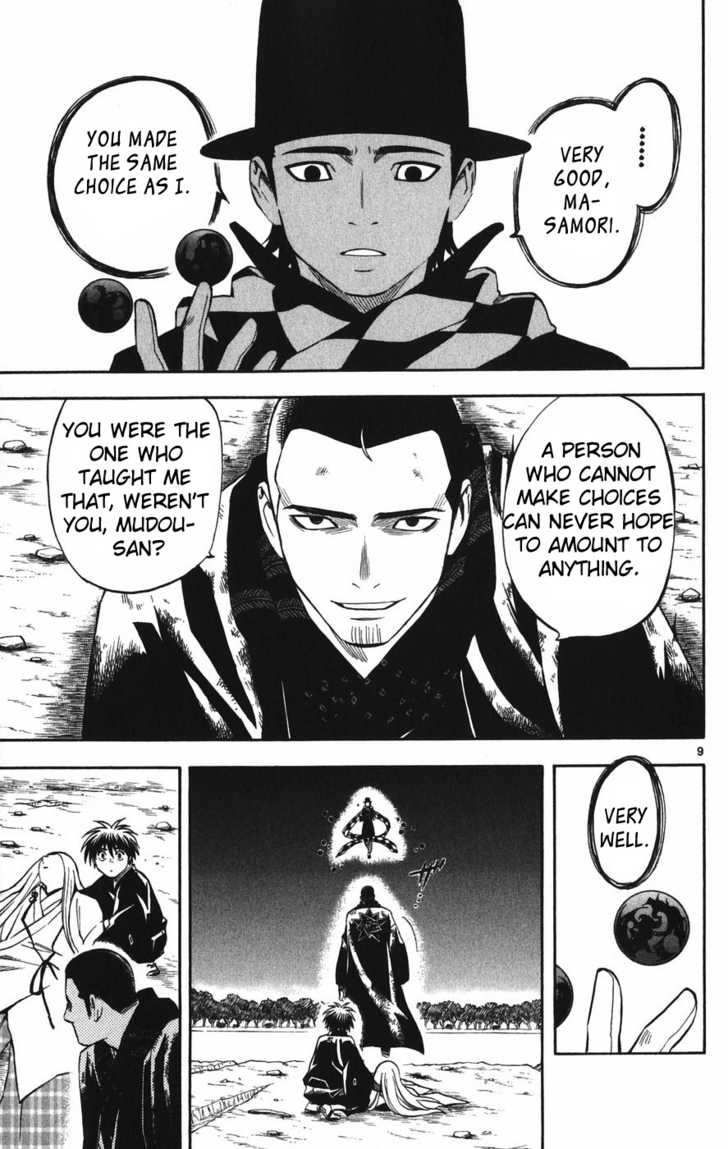 ........
VERY
GOOD,
MA-
SAMORI.
YOU MADE
THE SAME
CHOICE AS I.
A PERSON
WHO CANNOT
MAKE CHOICES
CAN NEVER HOPE
TO AMOUNT TO
ANYTHING.
YOU WERE THE
ONE WHO
TAUGHT ME
THAT, WEREN'T
YOU, MUDOU-
SAN?
9
VERY
WELL.